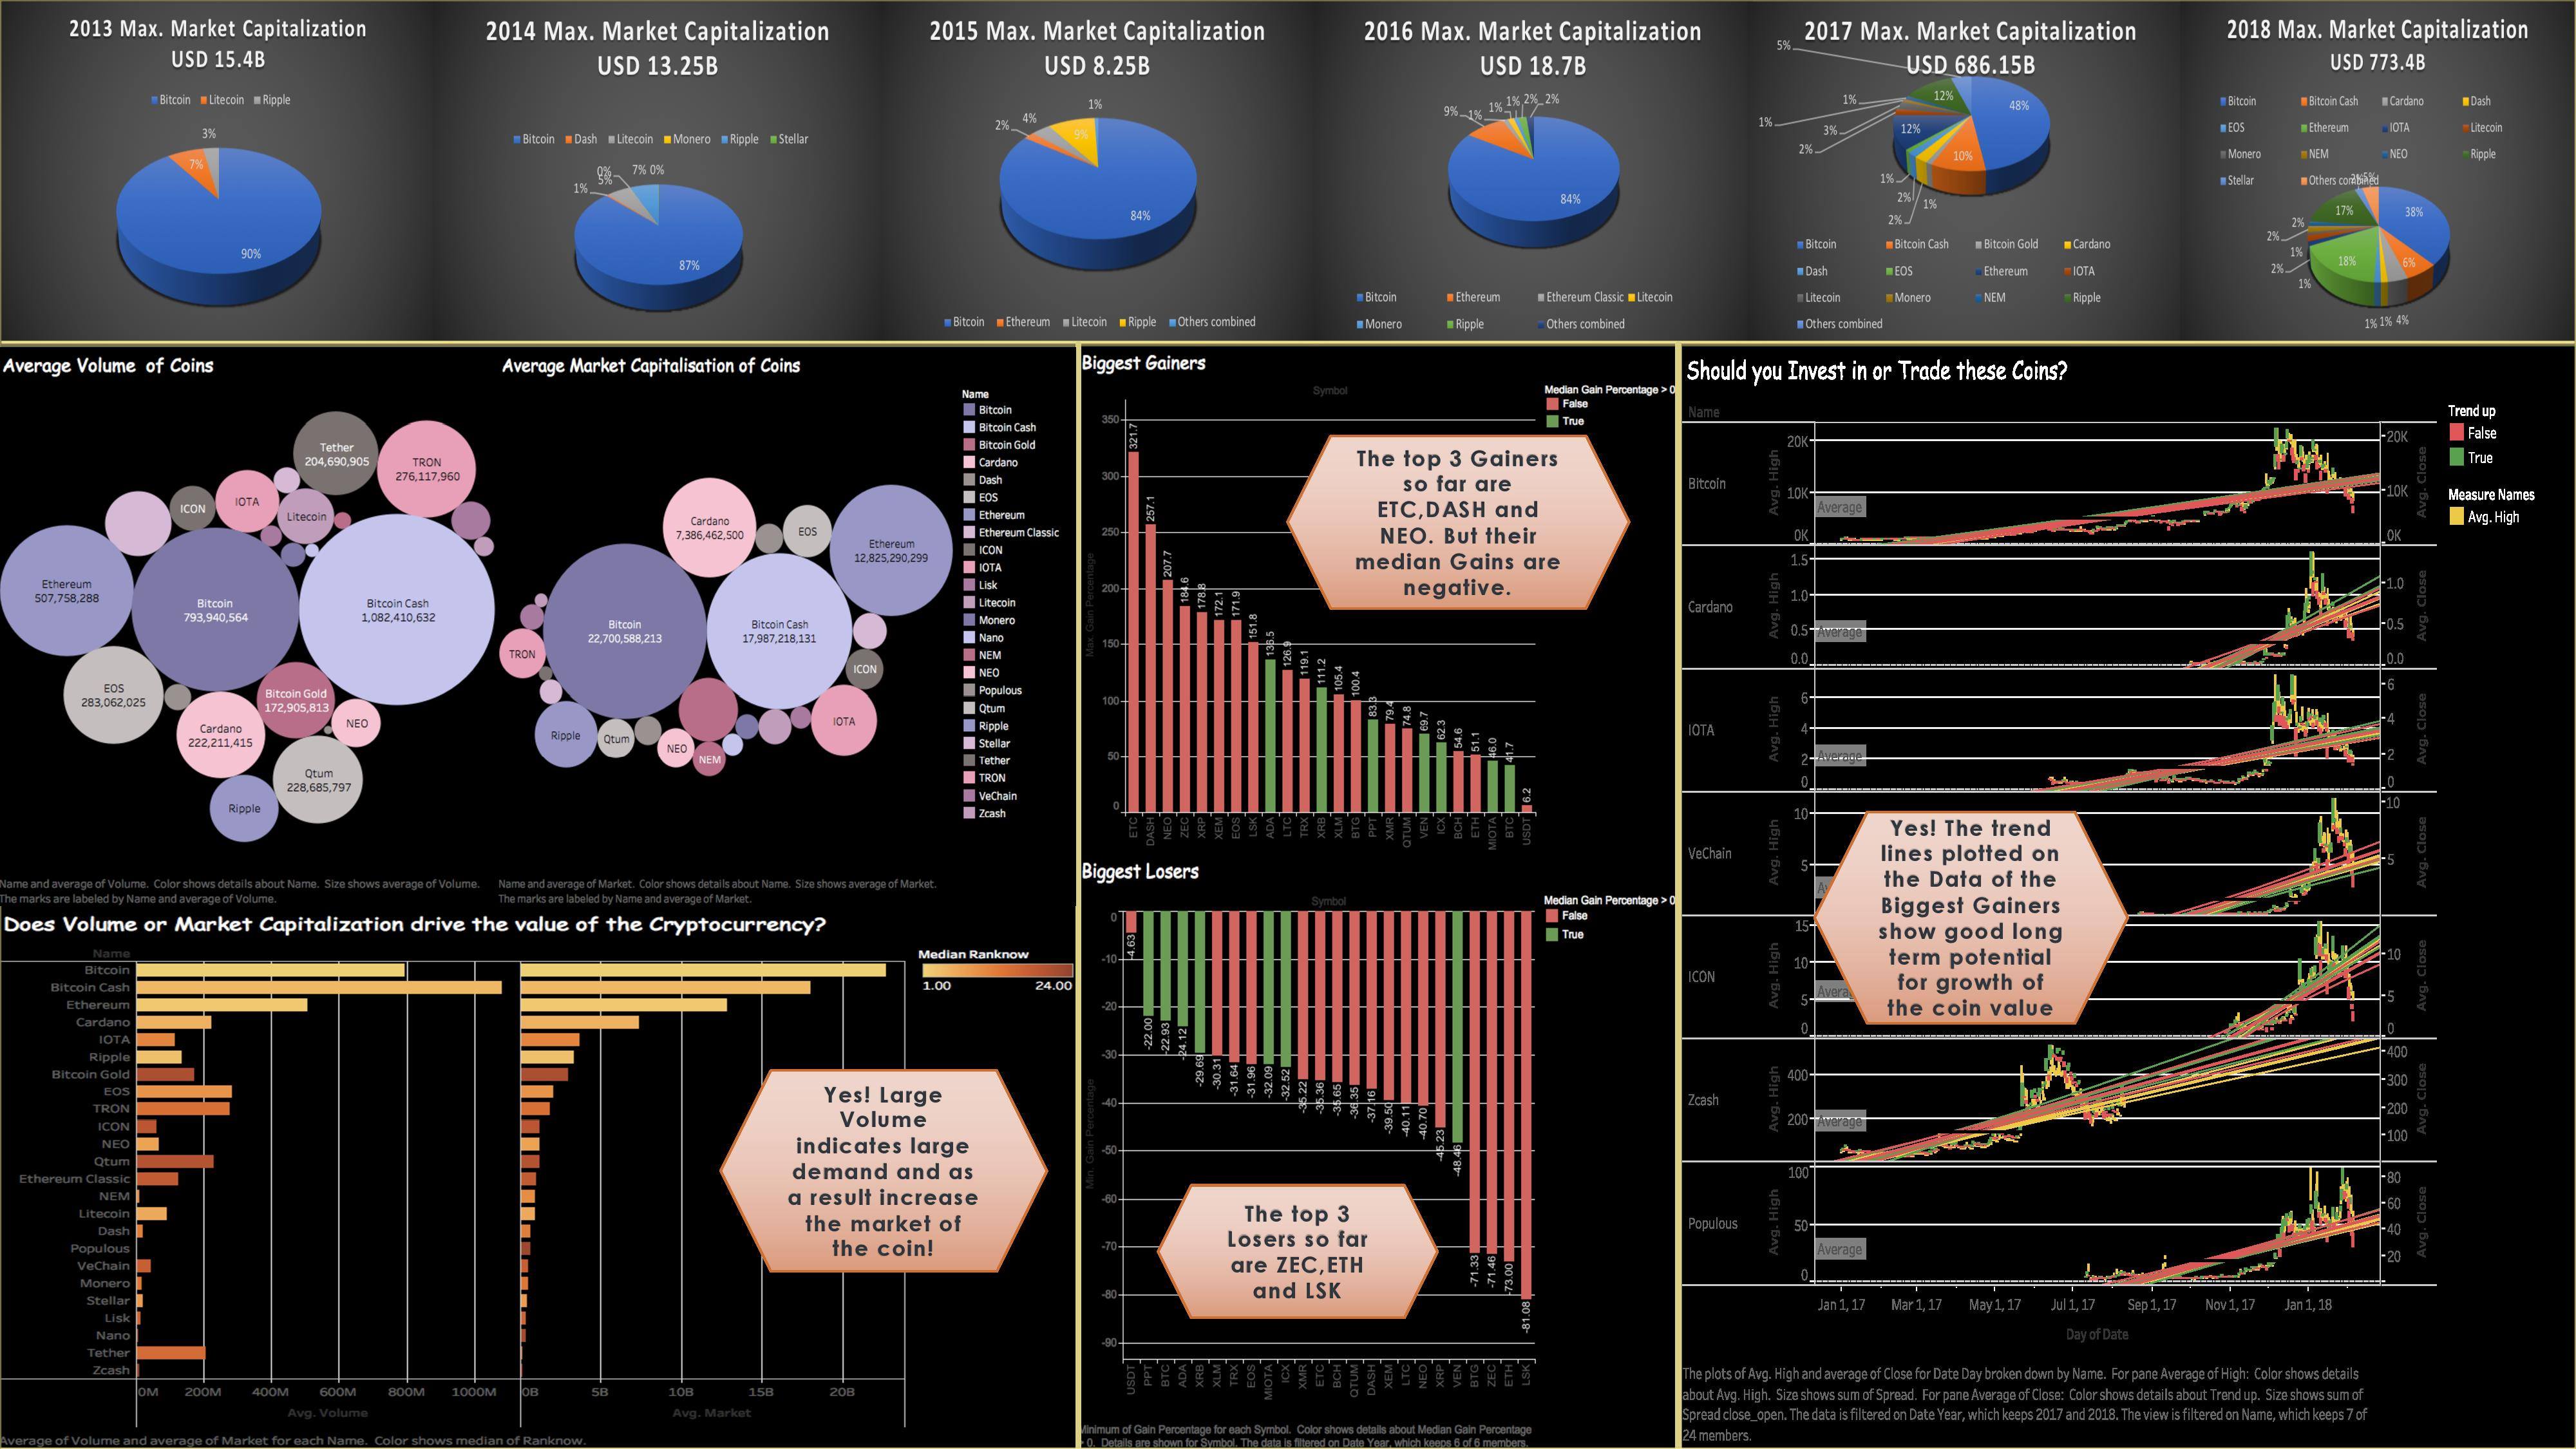 2013 Max. Market Capitalization
USD 15.4B
Bitcoin Litecoin Ripple
3%
7%
90%
2014 Max. Market Capitalization
USD 13.25B
Bitcoin Dash Litecoin Monero Ripple Stellar
0% 7% 0%
5%
1%
87%
2015 Max. Market Capitalization
USD 8.25B
1%
4%
2% 9%
84%
Bitcoin Ethereum Litecoin Ripple Others combined
2016 Max. Market Capitalization
USD 18.7B
9% 1% 1% 1% 2% 2%
84%
Bitcoin Ethereum Ethereum Classic Litecoin
Monero Ripple Others combined
2017 Max. Market Capitalization
USD 686.15B
5%
12% 48%
1%
1%
3% 12%
2%
10%
1%
2% 1%
2%
Bitcoin Bitcoin Cash Bitcoin Gold Cardano
Dash EOS Ethereum IOTA
Litecoin Monero NEM Ripple
Others combined
2018 Max. Market Capitalization
USD 773.4B
Bitcoin Bitcoin Cash Cardano Dash
EOS Ethereum IOTA Litecoin
Monero NEM NEO Ripple
Stellar Others combined
17% 38%
2%
2%
1%
2% 18% 6%
1%
1% 1% 4%
Average Volume of Coins
Tether
204,690,905
TRON
276,117,960
IOTA
ICON
Litecoin
Ethereum
507,758,288
Bitcoin
793,940,564
Bitcoin Cash
1,082,410,632
EOS
283,062,025
Bitcoin Gold
172,905,813
NEO
Cardano
222,211,415
Qtum
228,685,797
Ripple
Name and average of Volume. Color shows details about Name. Size shows average of Volume.
The marks are labeled by Name and average of Volume.
Average Market Capitalisation of Coins
Cardano
7,386,462,500
EOS
Ethereum
12,825,290,299
Bitcoin
22,700,588,213
Bitcoin Cash
17,987,218,131
TRON
ICON
Ripple
Qtum
NEO
NEM
IOTA
Name and average of Market. Color shows details about Name. Size shows average of Market.
The marks are labeled by Name and average of Market.
Name
Bitcoin
Bitcoin Cash
Bitcoin Gold
Cardano
Dash
EOS
Ethereum
Ethereum Classic
ICON
IOTA
Lisk
Litecoin
Monero
Nano
NEM
NEO
Populous
Qtum
Ripple
Stellar
Tether
TRON
VeChain
Zcash
Does Volume or Market Capitalization drive the value of the Cryptocurrency?
Name
Bitcoin
Bitcoin Cash
Ethereum
Cardano
IOTA
Ripple
Bitcoin Gold
EOS
TRON
ICON
NEO
Qtum
Ethereum Classic
NEM
Litecoin
Dash
Populous
VeChain
Monero
Stellar
Lisk
Nano
Tether
Zcash
0M 200M 400M 600M 800M 1000M 0B 5B 10B 15B 20B
Avg. Volume Avg. Market
Average of Volume and average of Market for each Name. Color shows median of Ranknow.
Median Ranknow
1.00 24.00
Yes! Large
Volume
indicates large
demand and as
a result increase
the market of
the coin!
Biggest Gainers
Symbol
Median Gain Percentage > 0
False
True
Max. Gain Percentage
350
300
250
200
150
100
50
0
321.7 257.1 207.7 184.6 178.8 172.1 171.9 151.8 136.5 126.9 119.1 111.2 105.4 100.4 83.3 79.4 74.8 69.7 62.3 54.6 51.1 46.0 41.7 6.2
ETC DASH NEO ZEC XRP XEM EOS LSK ADA LTC TRX XRB XLM BTG PPT XMR QTUM VEN ICX BCH ETH MIOTA BTC USDT
The top 3 Gainers
so far are
ETC,DASH and
NEO. But their
median Gains are
negative.
Biggest Losers
Symbol
Median Gain Percentage > 0
False
True
Min. Gain Percentage
0
-10
-20
-30
-40
-50
-60
-70
-80
-90
-4.63 -22.00 -22.93 -24.12 -29.69 -30.31 -31.64 -31.96 -32.09 -32.52 -35.22 -35.36 -35.65 -36.35 -37.16 -39.50 -40.11 -40.70 -45.23 -48.46 -71.33 -71.46 -73.00 -81.08
USDT PPT BTC ADA XRB XLM TRX EOS MIOTA ICX XMR ETC BCH QTUM DASH XEM LTC NEO XRP VEN BTG ZEC ETH LSK
The top 3
Losers so far
are ZEC,ETH
and LSK
Minimum of Gain Percentage for each Symbol. Color shows details about Median Gain Percentage
> 0. Details are shown for Symbol. The data is filtered on Date Year, which keeps 6 of 6 members.
Should you Invest in or Trade these Coins?
Name
Trend up
False
True
Measure Names
Avg. High
Bitcoin Avg. High 20K 10K 0K Average 20K 10K 0K Avg. Close
Cardano Avg. High 1.5 1.0 0.5 0.0 Average 1.0 0.5 0.0 Avg. Close
IOTA Avg. High 6 4 2 0 Average 6 4 2 0 Avg. Close
VeChain Avg. High 10 5 10 5 Avg. Close
ICON Avg. High 15 10 5 0 10 5 0 Avg. Close
Zcash Avg. High 400 200 Average 400 300 200 100 Avg. Close
Populous Avg. High 100 50 0 Average 80 60 40 20 Avg. Close
Yes! The trend
lines plotted on
the Data of the
Biggest Gainers
show good long
term potential
for growth of
the coin value
Jan 1, 17 Mar 1, 17 May 1, 17 Jul 1, 17 Sep 1, 17 Nov 1, 17 Jan 1, 18
Day of Date
The plots of Avg. High and average of Close for Date Day broken down by Name. For pane Average of High: Color shows details
about Avg. High. Size shows sum of Spread. For pane Average of Close: Color shows details about Trend up. Size shows sum of
Spread close_open. The data is filtered on Date Year, which keeps 2017 and 2018. The view is filtered on Name, which keeps 7 of
24 members.